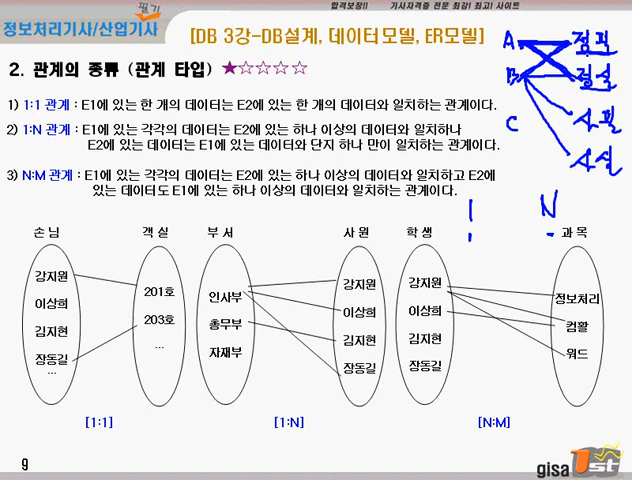 필기
합격보장!! 기사자격증 전문 최강! 최고! 사이트
정보처리기사/산업기사
[DB 3강-DB설계, 데이터모델, ER모델]
2. 관계의 종류 (관계 타입) ★☆☆☆☆
1) 1:1 관계 : E1에 있는 한 개의 데이터는 E2에 있는 한 개의 데이터와 일치하는 관계이다.
2) 1:N 관계 : E1에 있는 각각의 데이터는 E2에 있는 하나 이상의 데이터와 일치하나
E2에 있는 데이터는 E1에 있는 데이터와 단지 하나 만이 일치하는 관계이다.
3) N:M 관계 : E1에 있는 각각의 데이터는 E2에 있는 하나 이상의 데이터와 일치하고 E2에
있는 데이터도 E1에 있는 하나 이상의 데이터와 일치하는 관계이다.
A 정필
B 정실
C 사필
사실
1 N
손님 객실 부서 사원 학생 과목
강지원
이상희
김지현
장동길
...
201호
203호
...
인사부
총무부
자재부
강지원
이상희
김지현
장동길
강지원
이상희
김지현
장동길
정보처리
컴활
워드
[1:1] [1:N] [N:M]
9
gisa 1st